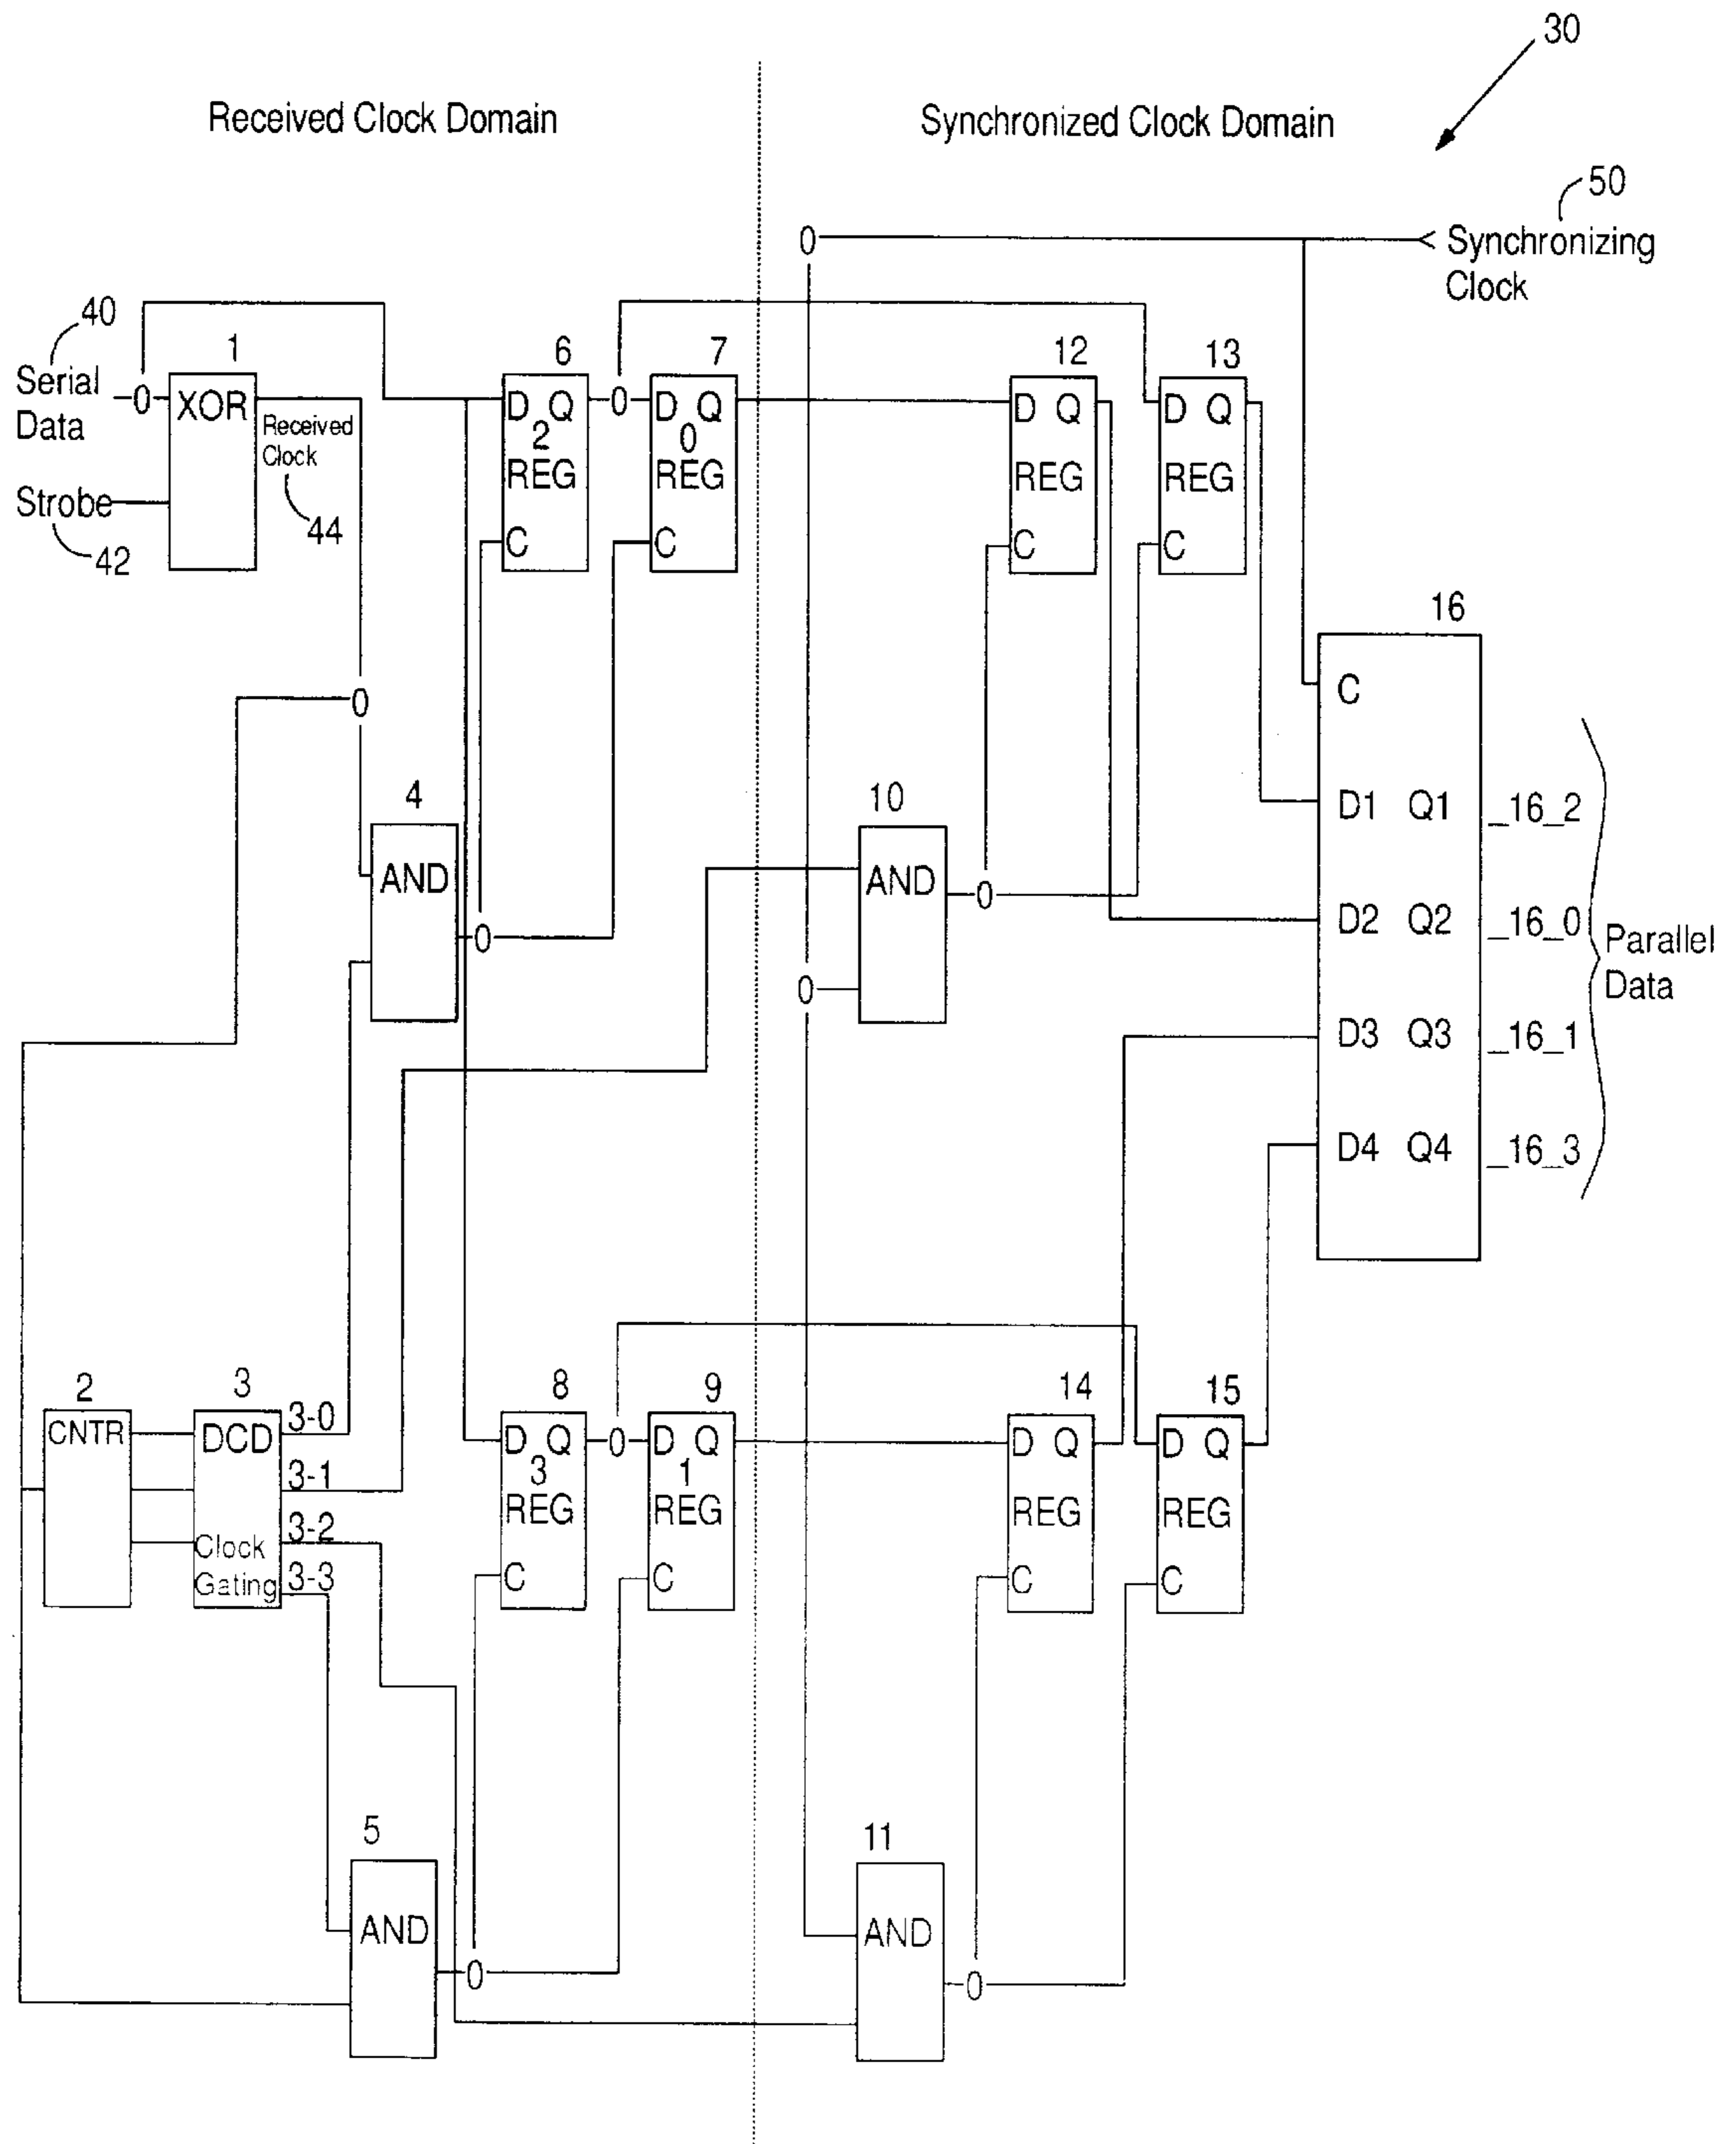 30
Received Clock Domain
Synchronized Clock Domain
50
Synchronizing
Clock
0
40
Serial
Data
0
1
XOR
Received
Clock
44
Strobe
42
6
D Q
2
REG
C
0
7
D Q
0
REG
C
12
D Q
REG
C
13
D Q
REG
C
0
4
AND
0
10
AND
0
0
16
C
D1 Q1
_16_2
D2 Q2
_16_0
D3 Q3
_16_1
D4 Q4
_16_3
Parallel
Data
2
CNTR
3
DCD
Clock
Gating
3-0
3-1
3-2
3-3
8
D Q
3
REG
C
0
9
D Q
1
REG
C
14
D Q
REG
C
15
D Q
REG
C
5
AND
0
11
AND
0